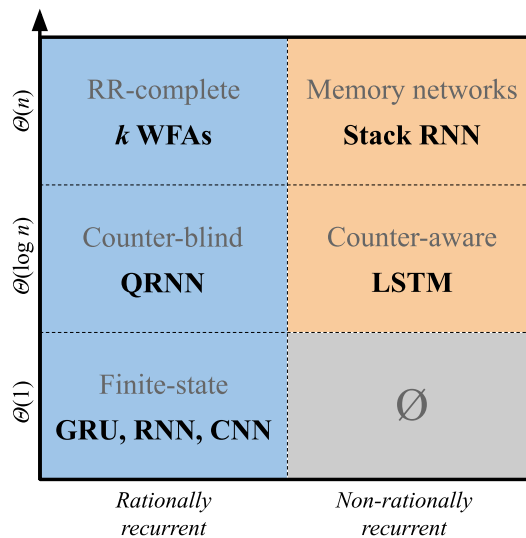 Θ(n)
RR-complete
k WFAs
Memory networks
Stack RNN
Θ(log n)
Counter-blind
QRNN
Counter-aware
LSTM
Θ(1)
Finite-state
GRU, RNN, CNN
Ø
Rationally
recurrent
Non-rationally
recurrent